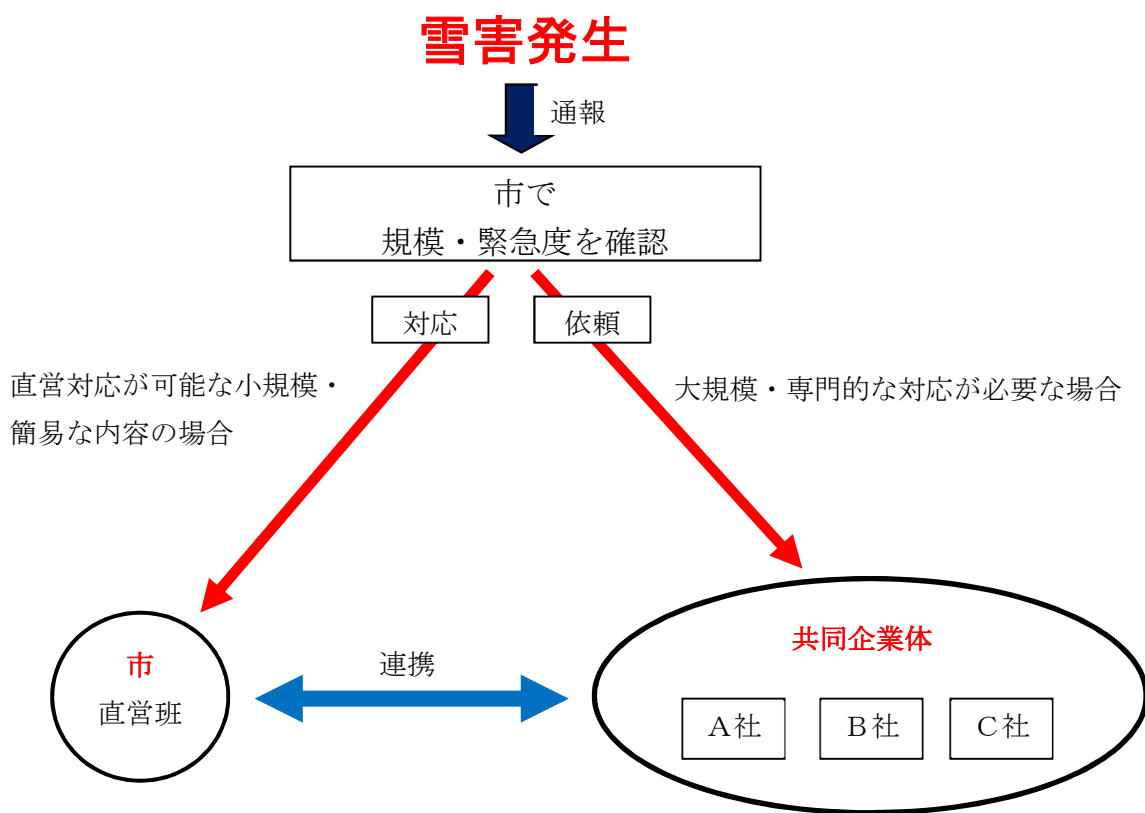 雪害発生
通報
市で
規模・緊急度を確認
対応
依頼
直営対応が可能な小規模・
簡易な内容の場合
大規模・専門的な対応が必要な場合
市
直営班
連携
共同企業体
A社
B社
C社